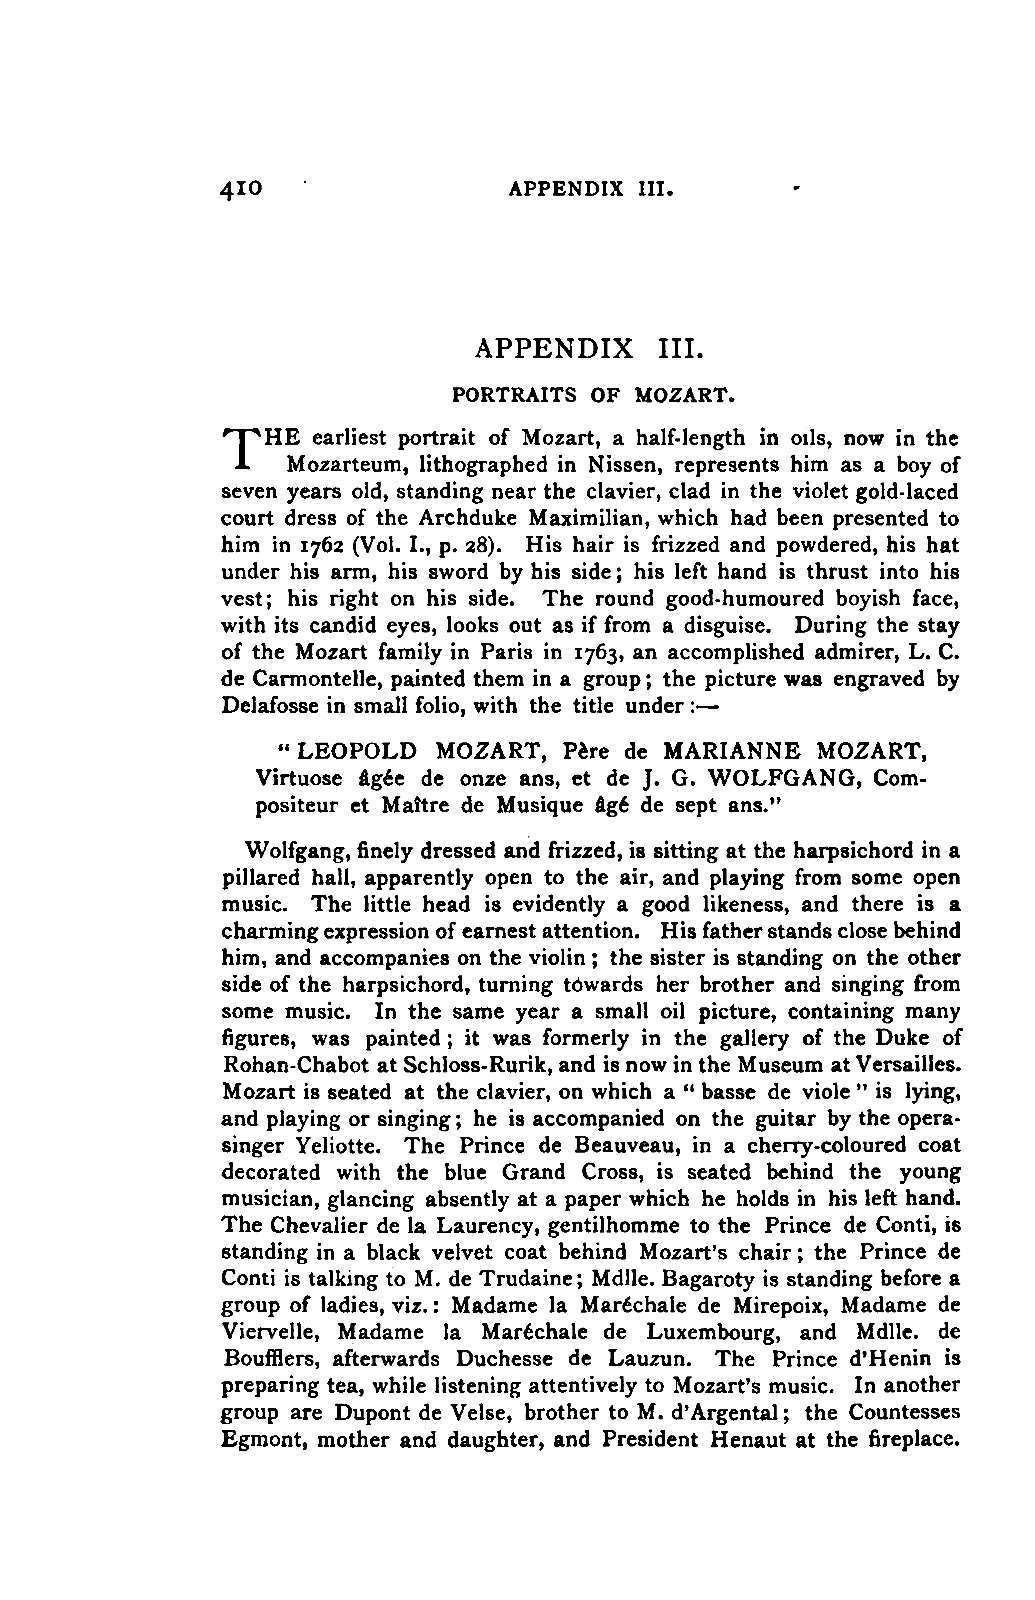 410 APPENDIX III.
APPENDIX III.
PORTRAITS OF MOZART.
THE earliest portrait of Mozart, a half-length in oils, now in the
Mozarteum, lithographed in Nissen, represents him as a boy of
seven years old, standing near the clavier, clad in the violet gold-laced
court dress of the Archduke Maximilian, which had been presented to
him in 1762 (Vol. I., p. 28). His hair is frizzed and powdered, his hat
under his arm, his sword by his side; his left hand is thrust into his
vest; his right on his side. The round good-humoured boyish face,
with its candid eyes, looks out as if from a disguise. During the stay
of the Mozart family in Paris in 1763, an accomplished admirer, L. C.
de Carmontelle, painted them in a group; the picture was engraved by
Delafosse in small folio, with the title under :—
" LEOPOLD MOZART, Père de MARIANNE MOZART,
Virtuose âgée de onze ans, et de J. G. WOLFGANG, Com-
positeur et Maître de Musique âgé de sept ans."
Wolfgang, finely dressed and frizzed, is sitting at the harpsichord in a
pillared hall, apparently open to the air, and playing from some open
music. The little head is evidently a good likeness, and there is a
charming expression of earnest attention. His father stands close behind
him, and accompanies on the violin ; the sister is standing on the other
side of the harpsichord, turning tówards her brother and singing from
some music. In the same year a small oil picture, containing many
figures, was painted ; it was formerly in the gallery of the Duke of
Rohan-Chabot at Schloss-Rurik, and is now in the Museum at Versailles.
Mozart is seated at the clavier, on which a " basse de viole " is lying,
and playing or singing; he is accompanied on the guitar by the opera-
singer Yeliotte. The Prince de Beauveau, in a cherry-coloured coat
decorated with the blue Grand Cross, is seated behind the young
musician, glancing absently at a paper which he holds in his left hand.
The Chevalier de la Laurency, gentilhomme to the Prince de Conti, is
standing in a black velvet coat behind Mozart's chair ; the Prince de
Conti is talking to M. de Trudaine; Mdlle. Bagaroty is standing before a
group of ladies, viz. : Madame la Maréchale de Mirepoix, Madame de
Viervelle, Madame la Maréchale de Luxembourg, and Mdlle. de
Boufflers, afterwards Duchesse de Lauzun. The Prince d'Henin is
preparing tea, while listening attentively to Mozart's music. In another
group are Dupont de Velse, brother to M. d'Argental ; the Countesses
Egmont, mother and daughter, and President Henaut at the fireplace.